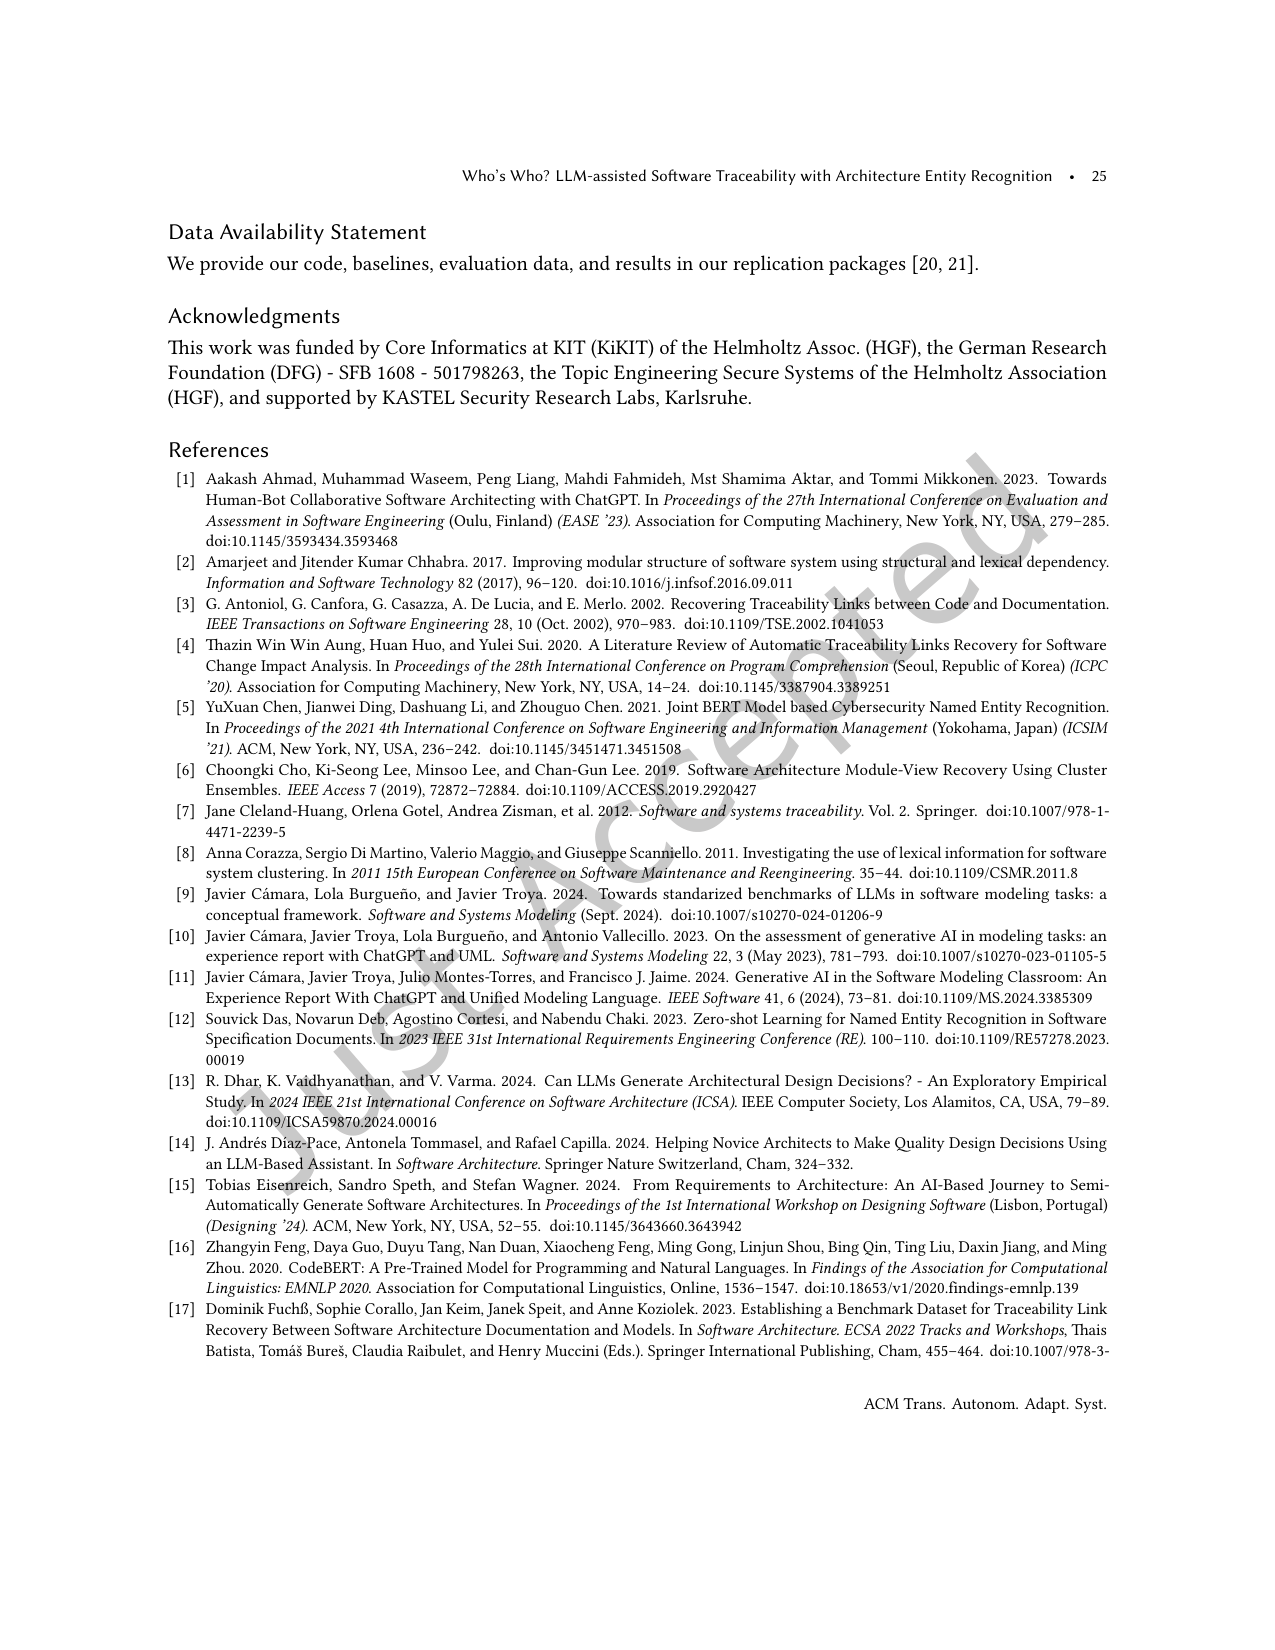 Who's Who? LLM-assisted Software Traceability with Architecture Entity Recognition • 25
Data Availability Statement
We provide our code, baselines, evaluation data, and results in our replication packages [20, 21].
Acknowledgments
This work was funded by Core Informatics at KIT (KiKIT) of the Helmholtz Assoc. (HGF), the German Research
Foundation (DFG) - SFB 1608 - 501798263, the Topic Engineering Secure Systems of the Helmholtz Association
(HGF), and supported by KASTEL Security Research Labs, Karlsruhe.
References
[1] Aakash Ahmad, Muhammad Waseem, Peng Liang, Mahdi Fahmideh, Mst Shamima Aktar, and Tommi Mikkonen. 2023. Towards
Human-Bot Collaborative Software Architecting with ChatGPT. In Proceedings of the 27th International Conference on Evaluation and
Assessment in Software Engineering (Oulu, Finland) (EASE '23). Association for Computing Machinery, New York, NY, USA, 279–285.
doi:10.1145/3593434.3593468
[2] Amarjeet and Jitender Kumar Chhabra. 2017. Improving modular structure of software system using structural and lexical dependency.
Information and Software Technology 82 (2017), 96–120. doi:10.1016/j.infsof.2016.09.011
[3] G. Antoniol, G. Canfora, G. Casazza, A. De Lucia, and E. Merlo. 2002. Recovering Traceability Links between Code and Documentation.
IEEE Transactions on Software Engineering 28, 10 (Oct. 2002), 970–983. doi:10.1109/TSE.2002.1041053
[4] Thazin Win Win Aung, Huan Huo, and Yulei Sui. 2020. A Literature Review of Automatic Traceability Links Recovery for Software
Change Impact Analysis. In Proceedings of the 28th International Conference on Program Comprehension (Seoul, Republic of Korea) (ICPC
'20). Association for Computing Machinery, New York, NY, USA, 14–24. doi:10.1145/3387904.3389251
[5] YuXuan Chen, Jianwei Ding, Dashuang Li, and Zhouguo Chen. 2021. Joint BERT Model based Cybersecurity Named Entity Recognition.
In Proceedings of the 2021 4th International Conference on Software Engineering and Information Management (Yokohama, Japan) (ICSIM
'21). ACM, New York, NY, USA, 236–242. doi:10.1145/3451471.3451508
[6] Choongki Cho, Ki-Seong Lee, Minsoo Lee, and Chan-Gun Lee. 2019. Software Architecture Module-View Recovery Using Cluster
Ensembles. IEEE Access 7 (2019), 72872–72884. doi:10.1109/ACCESS.2019.2920427
[7] Jane Cleland-Huang, Orlena Gotel, Andrea Zisman, et al. 2012. Software and systems traceability. Vol. 2. Springer. doi:10.1007/978-1-
4471-2239-5
[8] Anna Corazza, Sergio Di Martino, Valerio Maggio, and Giuseppe Scanniello. 2011. Investigating the use of lexical information for software
system clustering. In 2011 15th European Conference on Software Maintenance and Reengineering. 35–44. doi:10.1109/CSMR.2011.8
[9] Javier Cámara, Lola Burgueño, and Javier Troya. 2024. Towards standarized benchmarks of LLMs in software modeling tasks: a
conceptual framework. Software and Systems Modeling (Sept. 2024). doi:10.1007/s10270-024-01206-9
[10] Javier Cámara, Javier Troya, Lola Burgueño, and Antonio Vallecillo. 2023. On the assessment of generative AI in modeling tasks: an
experience report with ChatGPT and UML. Software and Systems Modeling 22, 3 (May 2023), 781–793. doi:10.1007/s10270-023-01105-5
[11] Javier Cámara, Javier Troya, Julio Montes-Torres, and Francisco J. Jaime. 2024. Generative AI in the Software Modeling Classroom: An
Experience Report With ChatGPT and Unified Modeling Language. IEEE Software 41, 6 (2024), 73–81. doi:10.1109/MS.2024.3385309
[12] Souvick Das, Novarun Deb, Agostino Cortesi, and Nabendu Chaki. 2023. Zero-shot Learning for Named Entity Recognition in Software
Specification Documents. In 2023 IEEE 31st International Requirements Engineering Conference (RE). 100–110. doi:10.1109/RE57278.2023.
00019
[13] R. Dhar, K. Vaidhyanathan, and V. Varma. 2024. Can LLMs Generate Architectural Design Decisions? - An Exploratory Empirical
Study. In 2024 IEEE 21st International Conference on Software Architecture (ICSA). IEEE Computer Society, Los Alamitos, CA, USA, 79–89.
doi:10.1109/ICSA59870.2024.00016
[14] J. Andrés Díaz-Pace, Antonela Tommasel, and Rafael Capilla. 2024. Helping Novice Architects to Make Quality Design Decisions Using
an LLM-Based Assistant. In Software Architecture. Springer Nature Switzerland, Cham, 324–332.
[15] Tobias Eisenreich, Sandro Speth, and Stefan Wagner. 2024. From Requirements to Architecture: An AI-Based Journey to Semi-
Automatically Generate Software Architectures. In Proceedings of the 1st International Workshop on Designing Software (Lisbon, Portugal)
(Designing '24). ACM, New York, NY, USA, 52–55. doi:10.1145/3643660.3643942
[16] Zhangyin Feng, Daya Guo, Duyu Tang, Nan Duan, Xiaocheng Feng, Ming Gong, Linjun Shou, Bing Qin, Ting Liu, Daxin Jiang, and Ming
Zhou. 2020. CodeBERT: A Pre-Trained Model for Programming and Natural Languages. In Findings of the Association for Computational
Linguistics: EMNLP 2020. Association for Computational Linguistics, Online, 1536–1547. doi:10.18653/v1/2020.findings-emnlp.139
[17] Dominik Fuchß, Sophie Corallo, Jan Keim, Janek Speit, and Anne Koziolek. 2023. Establishing a Benchmark Dataset for Traceability Link
Recovery Between Software Architecture Documentation and Models. In Software Architecture. ECSA 2022 Tracks and Workshops, Thais
Batista, Tomáš Bureš, Claudia Raibulet, and Henry Muccini (Eds.). Springer International Publishing, Cham, 455–464. doi:10.1007/978-3-
ACM Trans. Autonom. Adapt. Syst.
Just Accepted